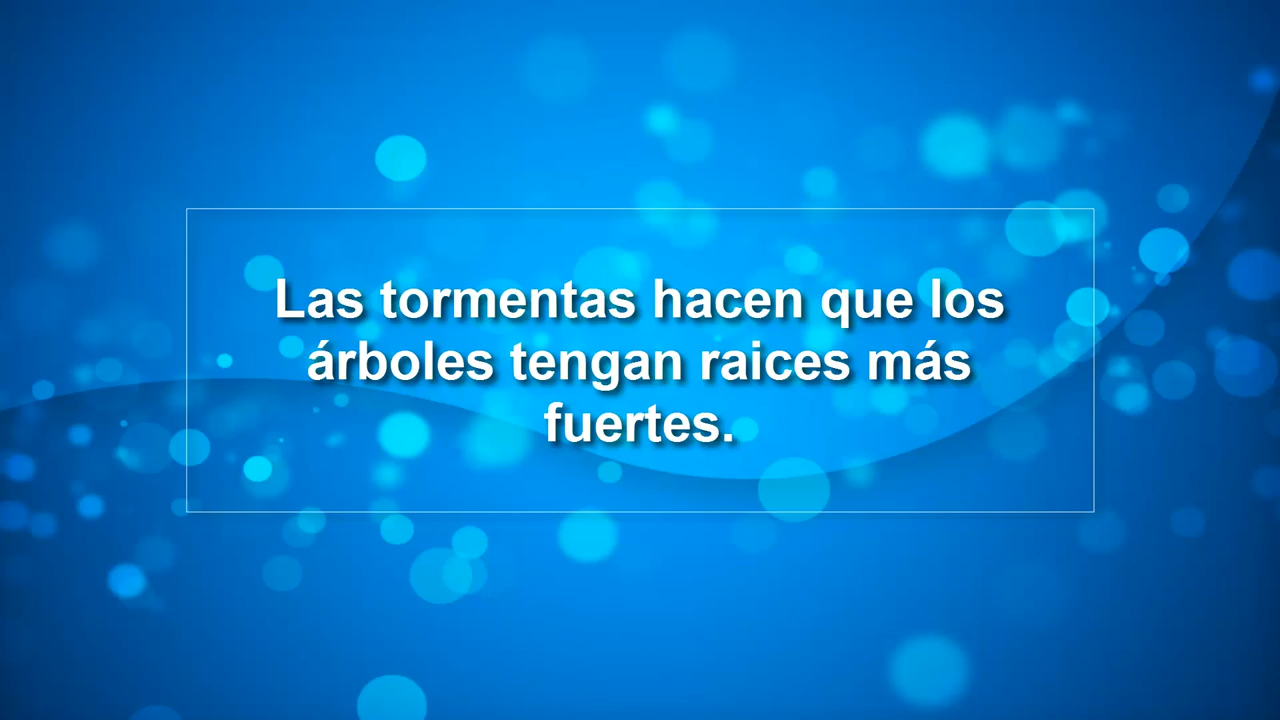 Las tormentas hacen que los
árboles tengan raices más
fuertes.